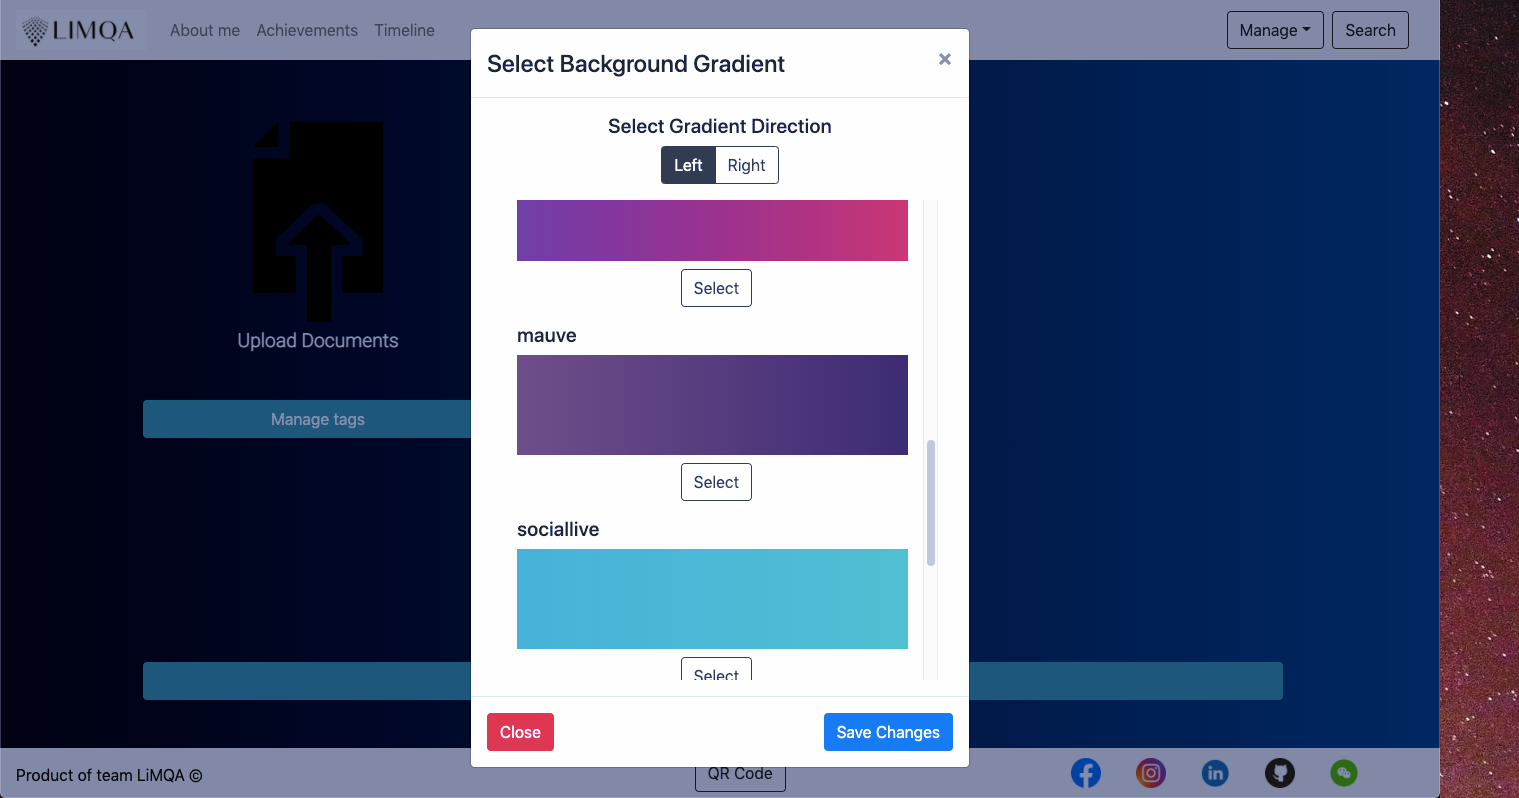 LIMQA About me Achievements Timeline Manage Search
Select Background Gradient ×
Select Gradient Direction
Left Right
Select
mauve
Select
sociallive
Select
Close Save Changes
Upload Documents
Manage tags
Product of team LiMQA © QR Code in